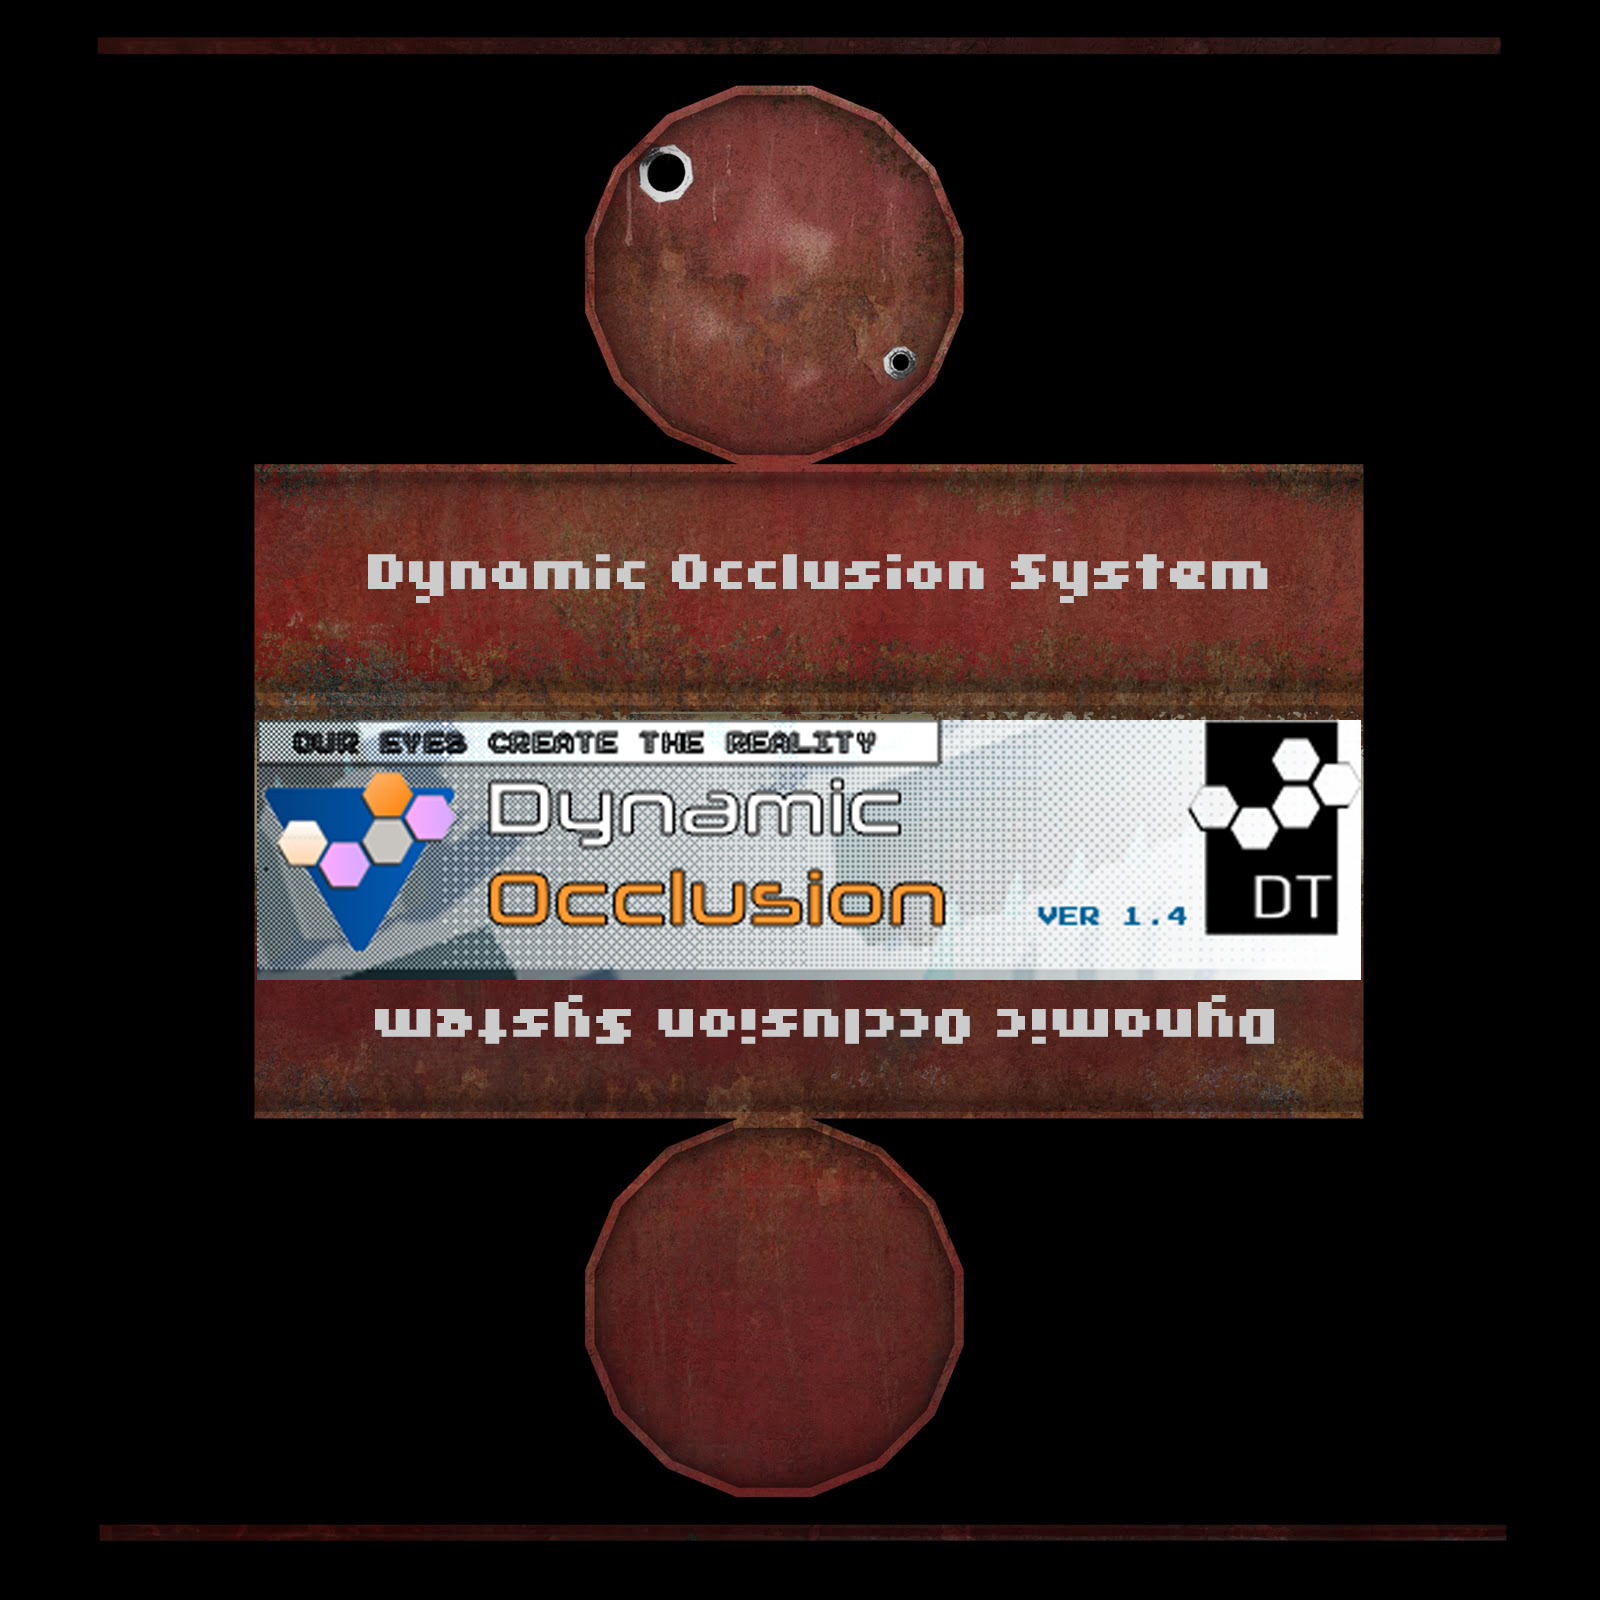 Dynamic Occlusion System
OUR EYES CREATE THE REALITY
Dynamic
Occlusion
VER 1.4
DT
Dynamic Occlusion System